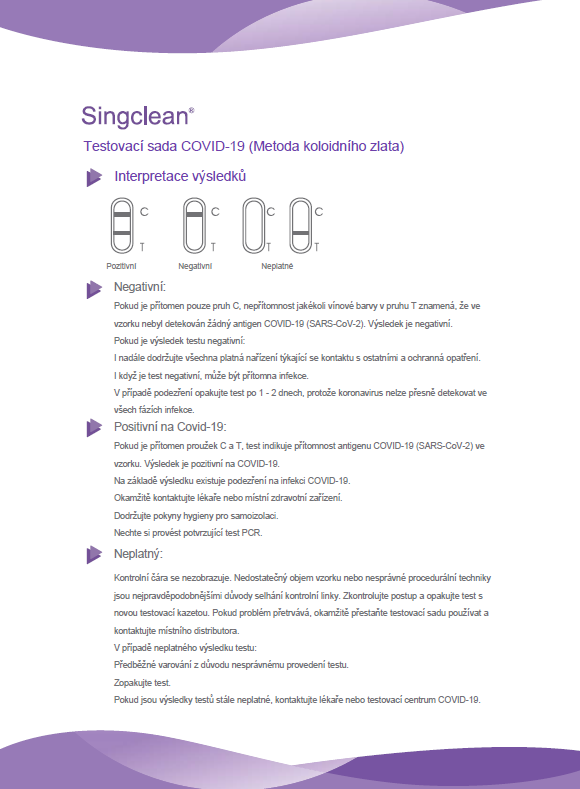 Singclean®
Testovací sada COVID-19 (Metoda koloidního zlata)
Interpretace výsledků
C C C C
T T T T
Pozitivní Negativní Neplatné
Negativní:
Pokud je přítomen pouze pruh C, nepřítomnost jakékoli vínové barvy v pruhu T znamená, že ve
vzorku nebyl detekován žádný antigen COVID-19 (SARS-CoV-2). Výsledek je negativní.
Pokud je výsledek testu negativní:
I nadále dodržujte všechna platná nařízení týkající se kontaktu s ostatními a ochranná opatření.
I když je test negativní, může být přítomna infekce.
V případě podezření opakujte test po 1 - 2 dnech, protože koronavirus nelze přesně detekovat ve
všech fázích infekce.
Positivní na Covid-19:
Pokud je přítomen proužek C a T, test indikuje přítomnost antigenu COVID-19 (SARS-CoV-2) ve
vzorku. Výsledek je pozitivní na COVID-19.
Na základě výsledku existuje podezření na infekci COVID-19.
Okamžitě kontaktujte lékaře nebo místní zdravotní zařízení.
Dodržujte pokyny hygieny pro samoizolaci.
Nechte si provést potvrzující test PCR.
Neplatný:
Kontrolní čára se nezobrazuje. Nedostatečný objem vzorku nebo nesprávné procedurální techniky
jsou nejpravděpodobnějšími důvody selhání kontrolní linky. Zkontrolujte postup a opakujte test s
novou testovací kazetou. Pokud problém přetrvává, okamžitě přestaňte testovací sadu používat a
kontaktujte místního distributora.
V případě neplatného výsledku testu:
Předběžné varování z důvodu nesprávnému provedení testu.
Zopakujte test.
Pokud jsou výsledky testů stále neplatné, kontaktujte lékaře nebo testovací centrum COVID-19.